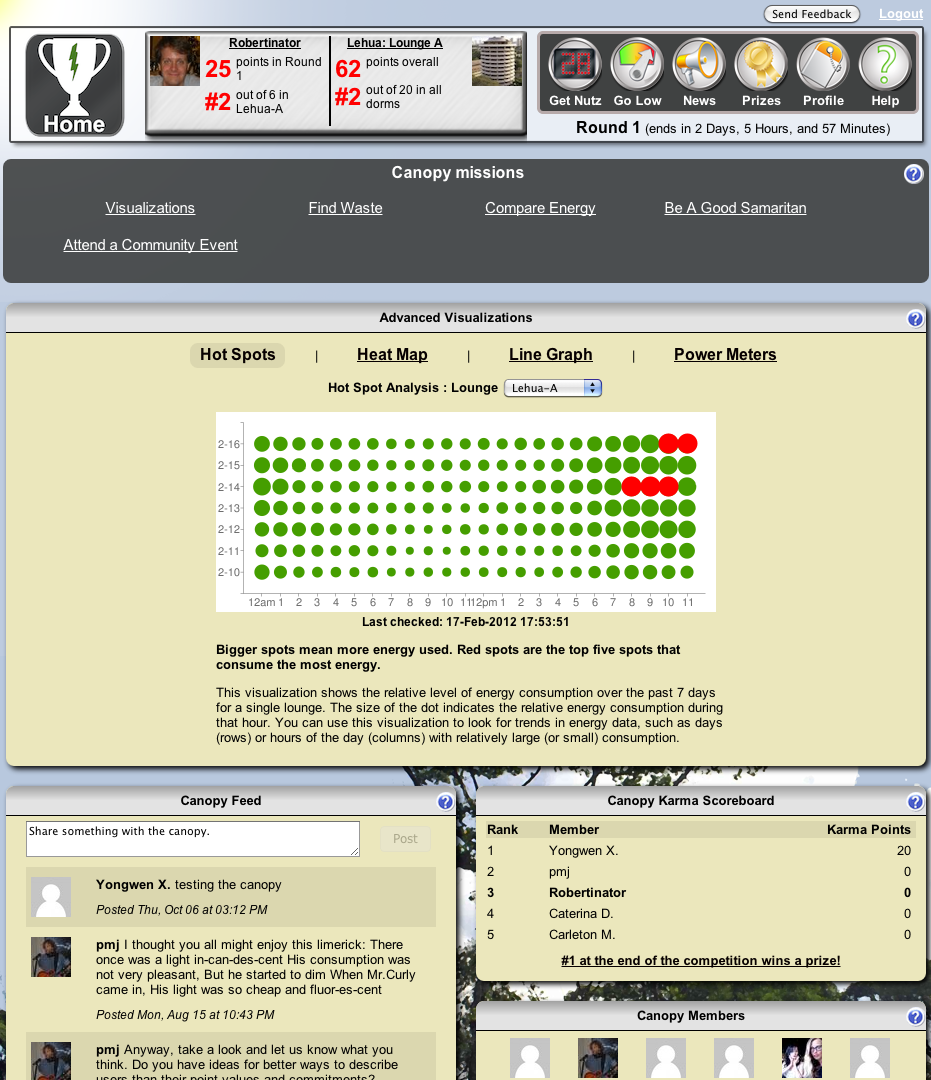 Send Feedback Logout
Home
Robertinator
25 points in Round 1
#2 out of 6 in Lehua-A
Lehua: Lounge A
62 points overall
#2 out of 20 in all dorms
Get Nutz Go Low News Prizes Profile Help
Round 1 (ends in 2 Days, 5 Hours, and 57 Minutes)
Canopy missions
Visualizations Find Waste Compare Energy Be A Good Samaritan
Attend a Community Event
Advanced Visualizations
Hot Spots | Heat Map | Line Graph | Power Meters
Hot Spot Analysis : Lounge Lehua-A
2-16
2-15
2-14
2-13
2-12
2-11
2-10
12am 1 2 3 4 5 6 7 8 9 10 11 12pm 1 2 3 4 5 6 7 8 9 10 11
Last checked: 17-Feb-2012 17:53:51
Bigger spots mean more energy used. Red spots are the top five spots that
consume the most energy.
This visualization shows the relative level of energy consumption over the past 7 days
for a single lounge. The size of the dot indicates the relative energy consumption during
that hour. You can use this visualization to look for trends in energy data, such as days
(rows) or hours of the day (columns) with relatively large (or small) consumption.
Canopy Feed
Share something with the canopy.
Post
Yongwen X. testing the canopy
Posted Thu, Oct 06 at 03:12 PM
pmj I thought you all might enjoy this limerick: There
once was a light in-can-des-cent His consumption was
not very pleasant, But he started to dim When Mr.Curly
came in, His light was so cheap and fluor-es-cent
Posted Mon, Aug 15 at 10:43 PM
pmj Anyway, take a look and let us know what you
think. Do you have ideas for better ways to describe
users than their point values and commitments?
Canopy Karma Scoreboard
Rank Member Karma Points
1 Yongwen X. 20
2 pmj 0
3 Robertinator 0
4 Caterina D. 0
5 Carleton M. 0
#1 at the end of the competition wins a prize!
Canopy Members